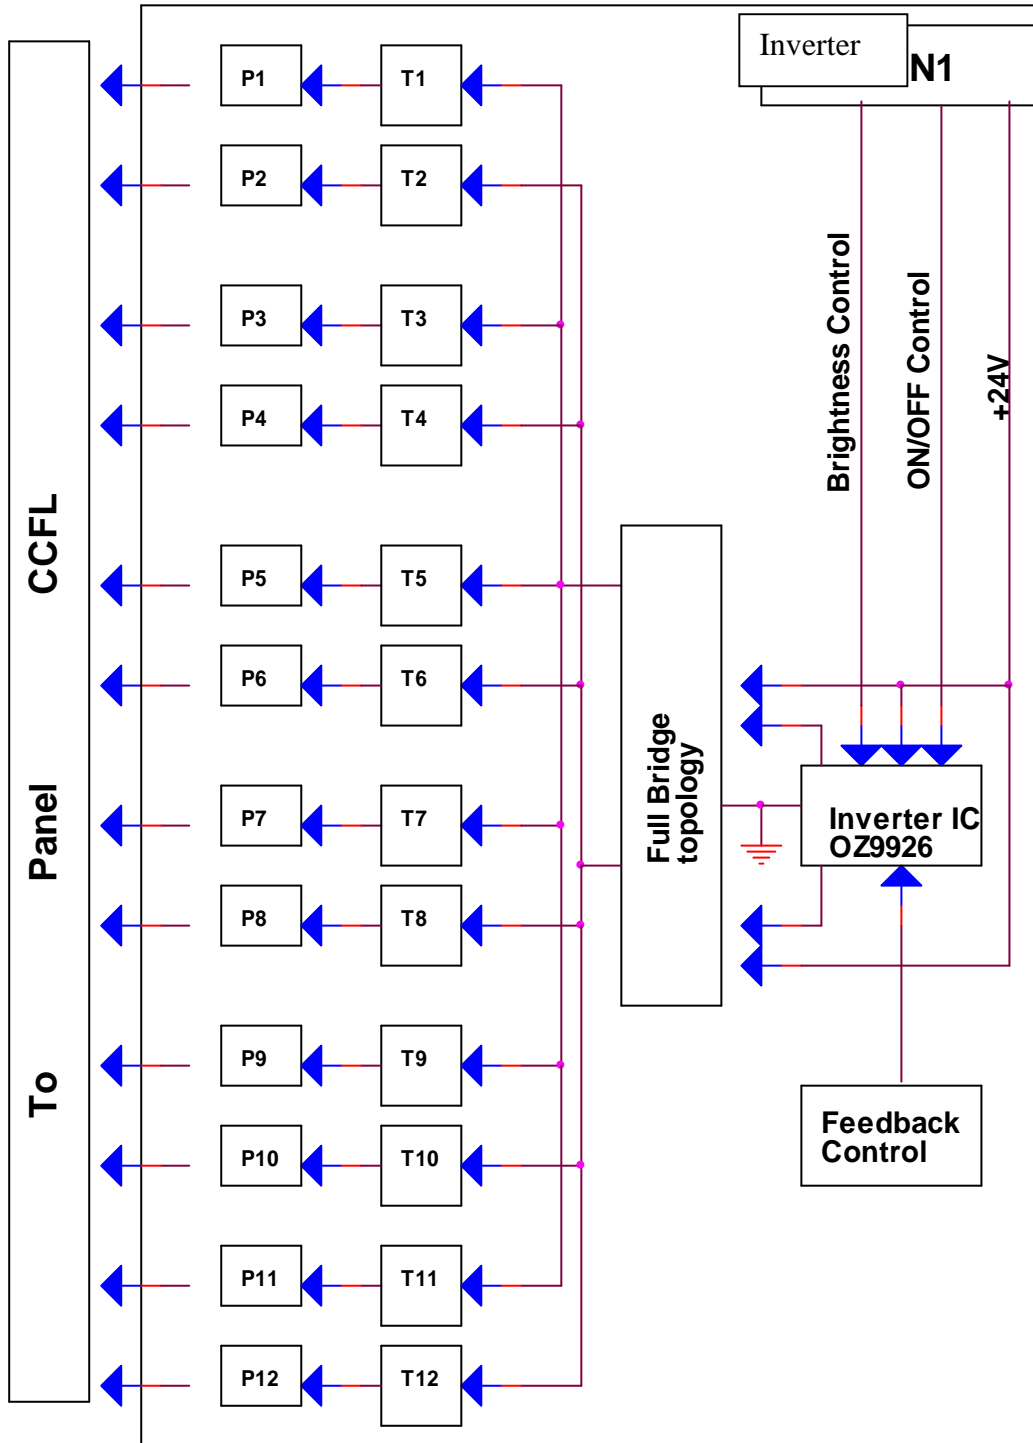 Inverter
N1
P1 T1
P2 T2
P3 T3
P4 T4
P5 T5
P6 T6
P7 T7
P8 T8
P9 T9
P10 T10
P11 T11
P12 T12
To Panel CCFL
Brightness Control
ON/OFF Control
+24V
Full Bridge
topology
Inverter IC
OZ9926
Feedback
Control